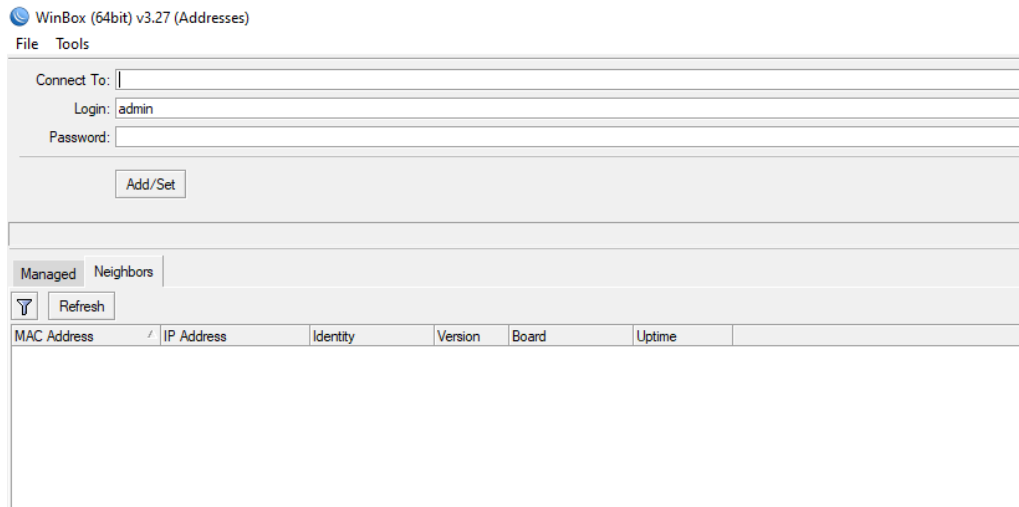 WinBox (64bit) v3.27 (Addresses)
File Tools
Connect To:
Login: admin
Password:
Add/Set
Managed Neighbors
Refresh
MAC Address IP Address Identity Version Board Uptime